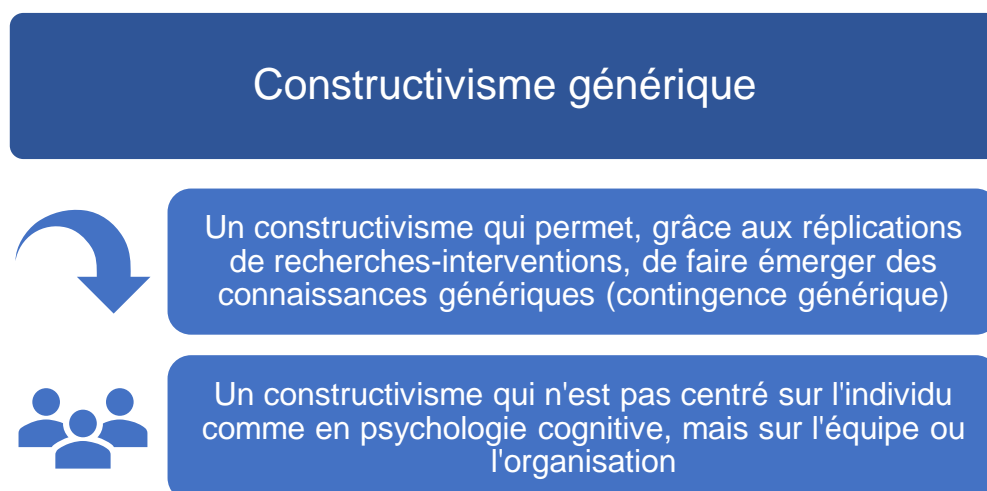 Constructivisme générique
Un constructivisme qui permet, grâce aux réplications
de recherches-interventions, de faire émerger des
connaissances génériques (contingence générique)
Un constructivisme qui n'est pas centré sur l'individu
comme en psychologie cognitive, mais sur l'équipe ou
l'organisation